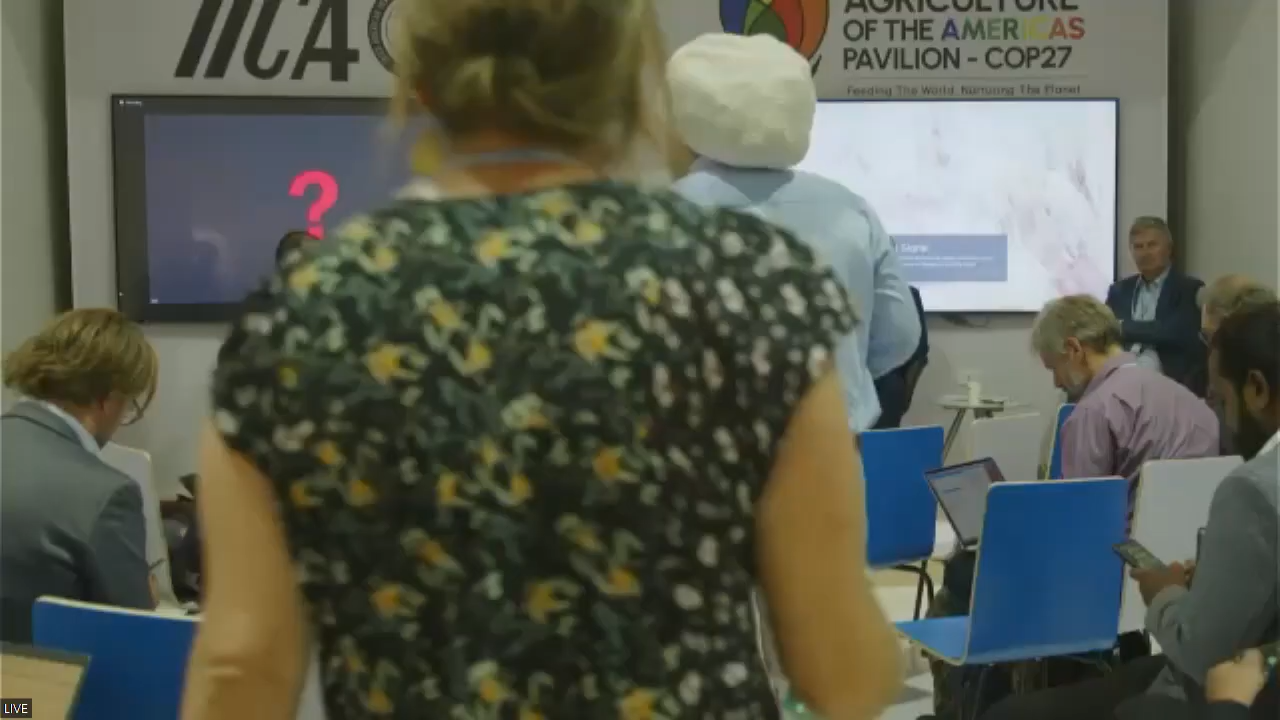 IICA
AGRICULTURE
OF THE AMERICAS
PAVILION - COP27
Feeding The World. Nurturing The Planet
?
LIVE